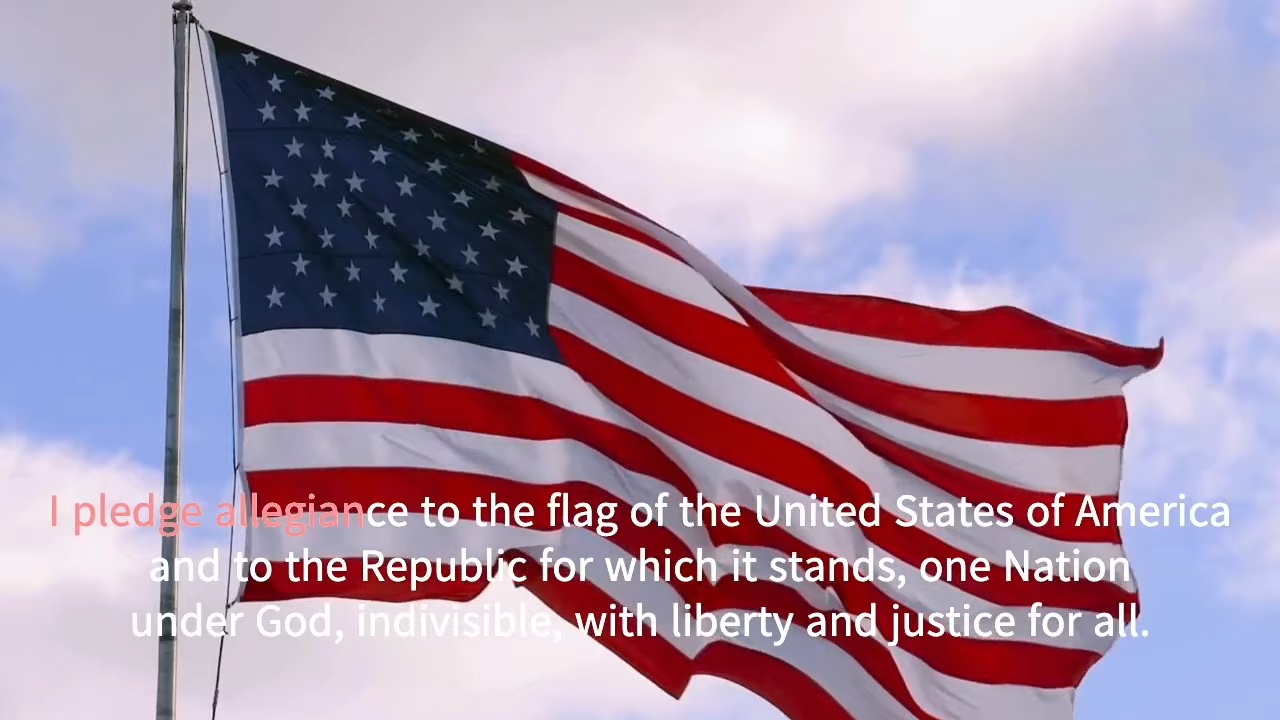 I pledge allegiance to the flag of the United States of America
and to the Republic for which it stands, one Nation
under God, indivisible, with liberty and justice for all.